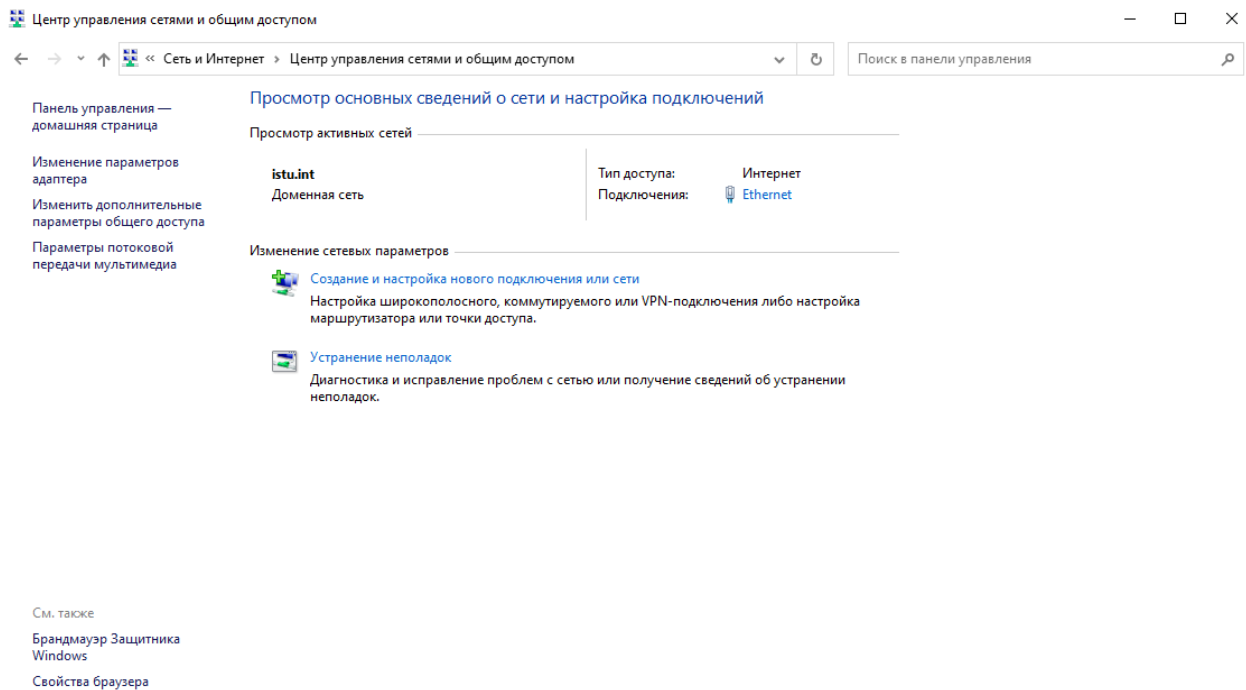 Центр управления сетями и общим доступом
« Сеть и Интернет › Центр управления сетями и общим доступом
Поиск в панели управления
Панель управления —
домашняя страница
Изменение параметров
адаптера
Изменить дополнительные
параметры общего доступа
Параметры потоковой
передачи мультимедиа
Просмотр основных сведений о сети и настройка подключений
Просмотр активных сетей
istu.int
Доменная сеть
Тип доступа: Интернет
Подключения: Ethernet
Изменение сетевых параметров
Создание и настройка нового подключения или сети
Настройка широкополосного, коммутируемого или VPN-подключения либо настройка
маршрутизатора или точки доступа.
Устранение неполадок
Диагностика и исправление проблем с сетью или получение сведений об устранении
неполадок.
См. также
Брандмауэр Защитника
Windows
Свойства браузера